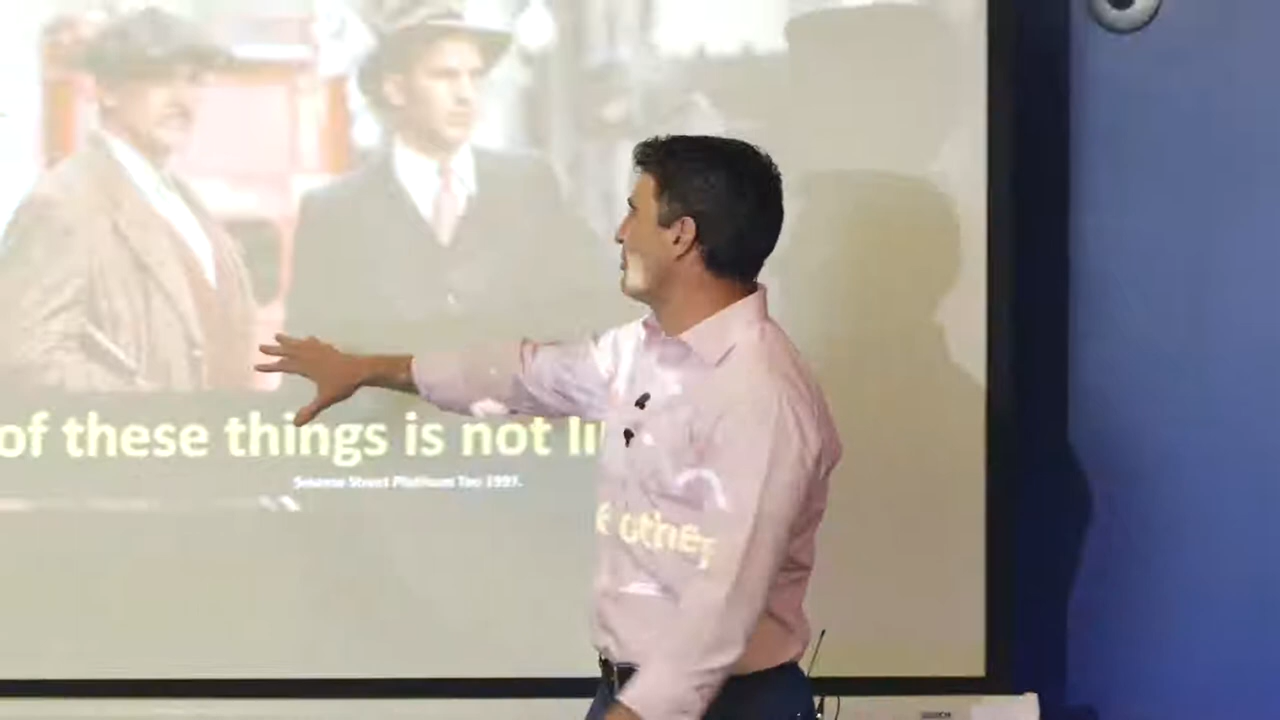 of these things is not li
Sesame Street Platinum Too 1997.
e other